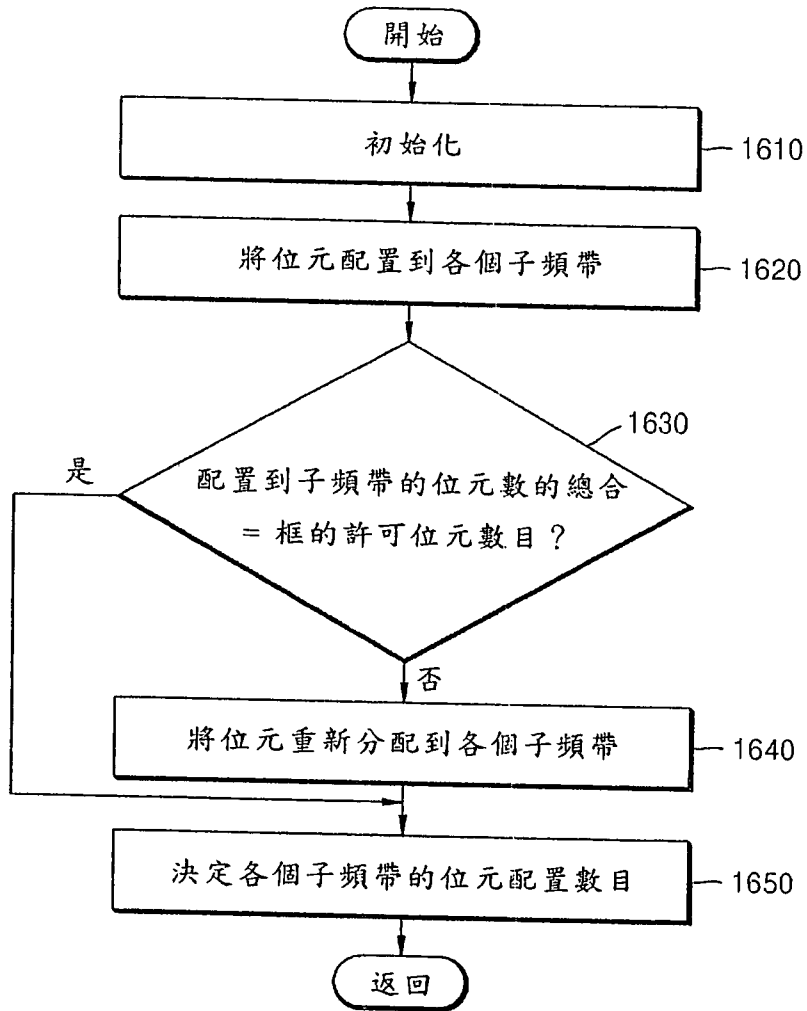 開始
初始化
1610
將位元配置到各個子頻帶
1620
1630
是
配置到子頻帶的位元數的總合
= 框的許可位元數目？
否
將位元重新分配到各個子頻帶
1640
決定各個子頻帶的位元配置數目
1650
返回